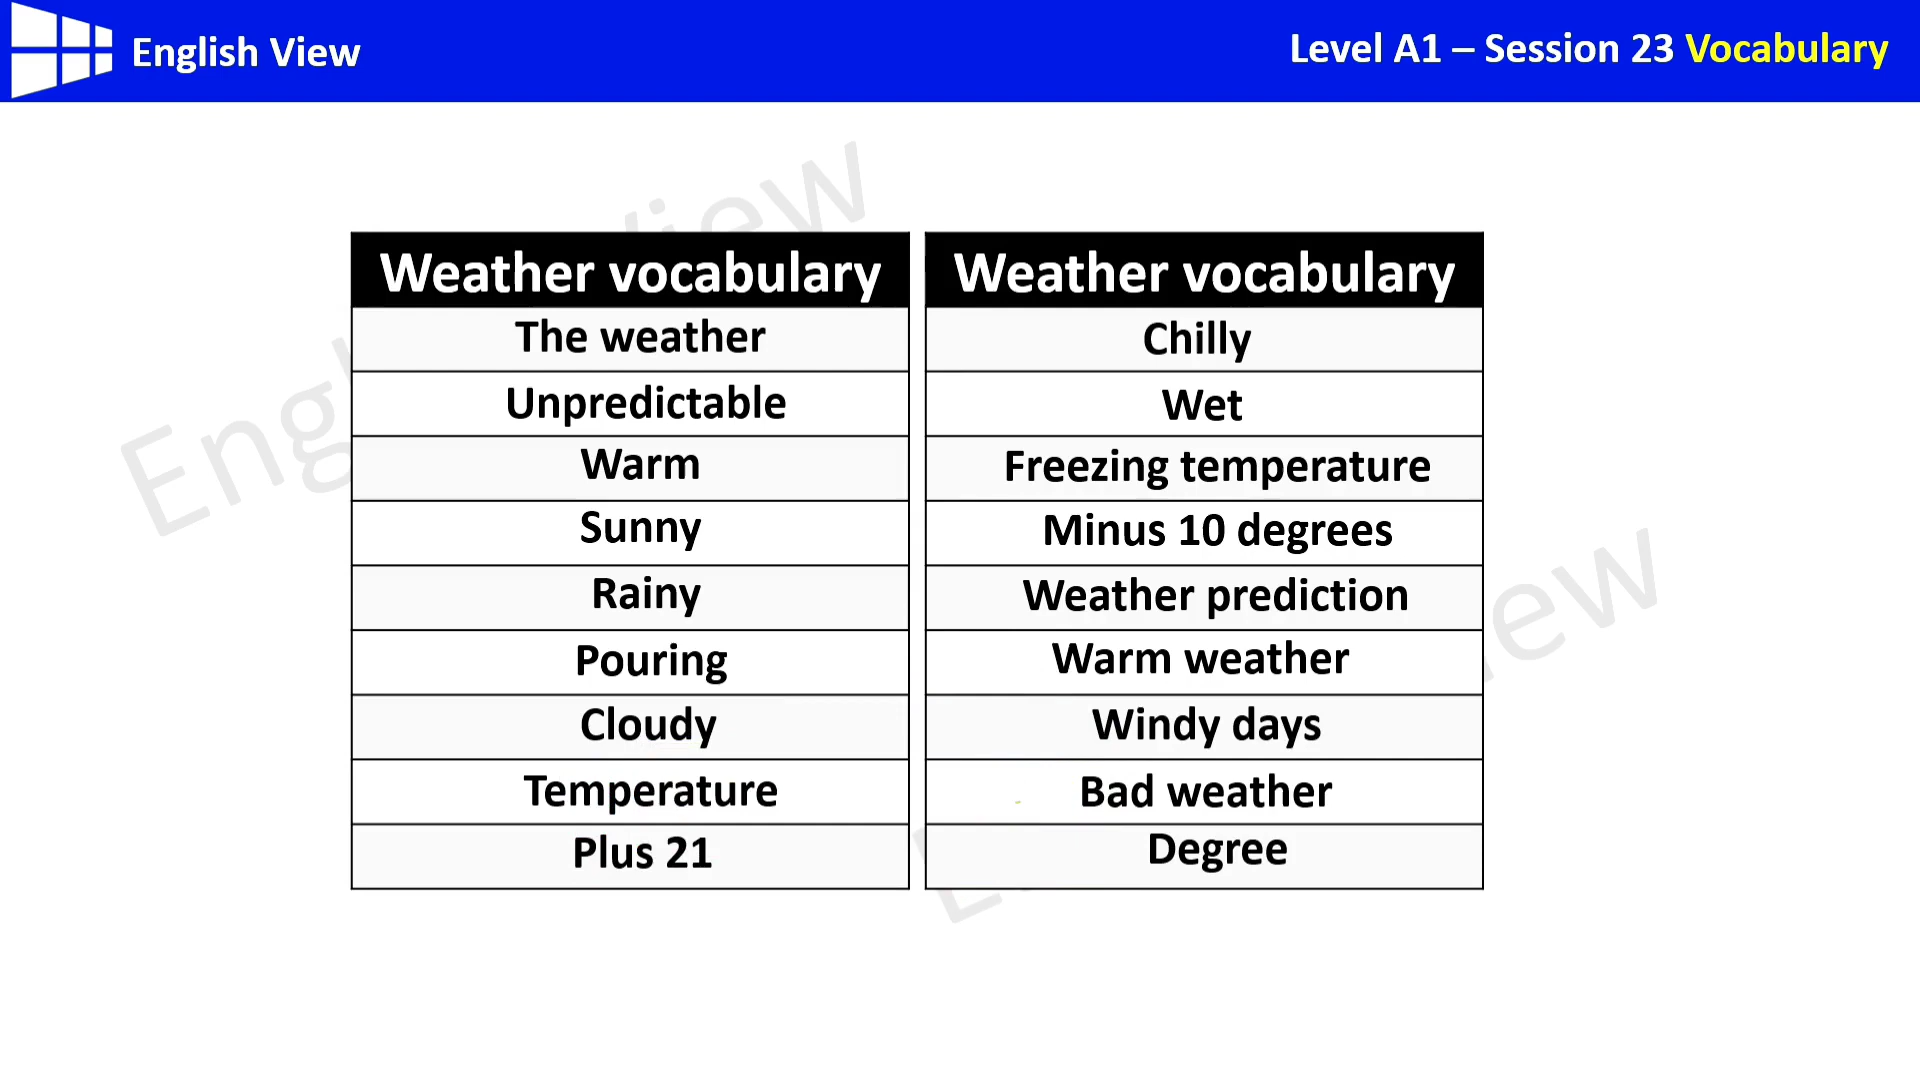 English View
Level A1 – Session 23 Vocabulary
Weather vocabulary
The weather
Unpredictable
Warm
Sunny
Rainy
Pouring
Cloudy
Temperature
Plus 21
Weather vocabulary
Chilly
Wet
Freezing temperature
Minus 10 degrees
Weather prediction
Warm weather
Windy days
Bad weather
Degree